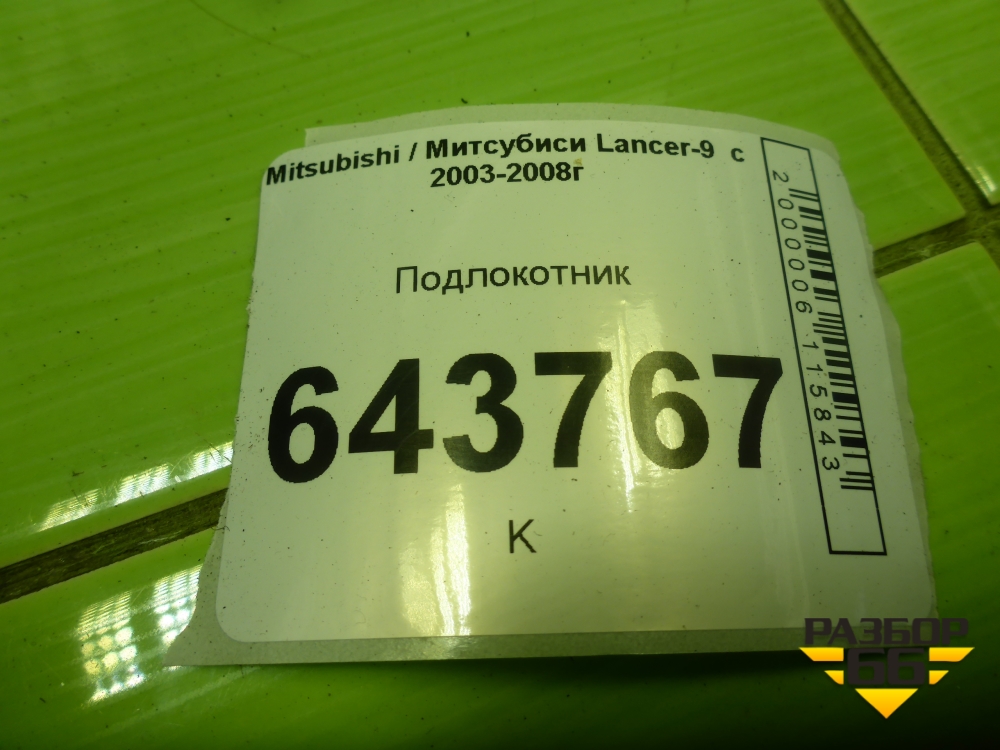 Mitsubishi / Митсубиси Lancer-9 с
2003-2008г
Подлокотник
643767
К
2000006115843
РАЗБОР
66